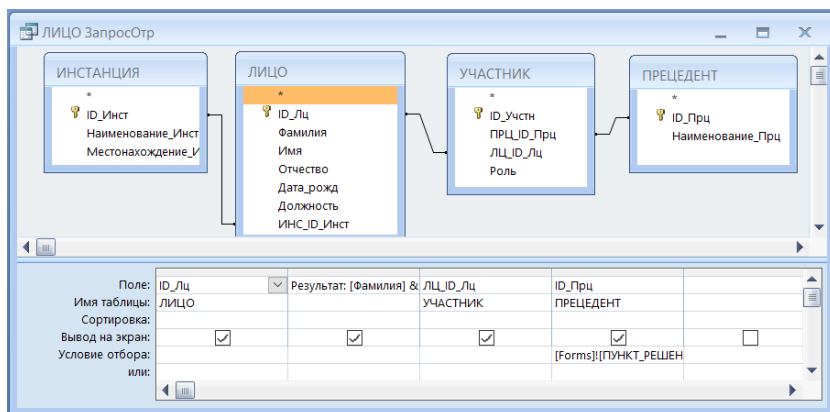 ЛИЦО ЗапросОтр
ИНСТАНЦИЯ
*
ID_Инст
Наименование_Инст
Местонахождение_И
ЛИЦО
*
ID_Лц
Фамилия
Имя
Отчество
Дата_рожд
Должность
ИНС_ID_Инст
УЧАСТНИК
*
ID_Учстн
ПРЦ_ID_Прц
ЛЦ_ID_Лц
Роль
ПРЕЦЕДЕНТ
*
ID_Прц
Наименование_Прц
Поле: ID_Лц Результат: [Фамилия] & ЛЦ_ID_Лц ID_Прц
Имя таблицы: ЛИЦО УЧАСТНИК ПРЕЦЕДЕНТ
Сортировка:
Вывод на экран:
Условие отбора: [Forms]![ПУНКТ_РЕШЕН
или: